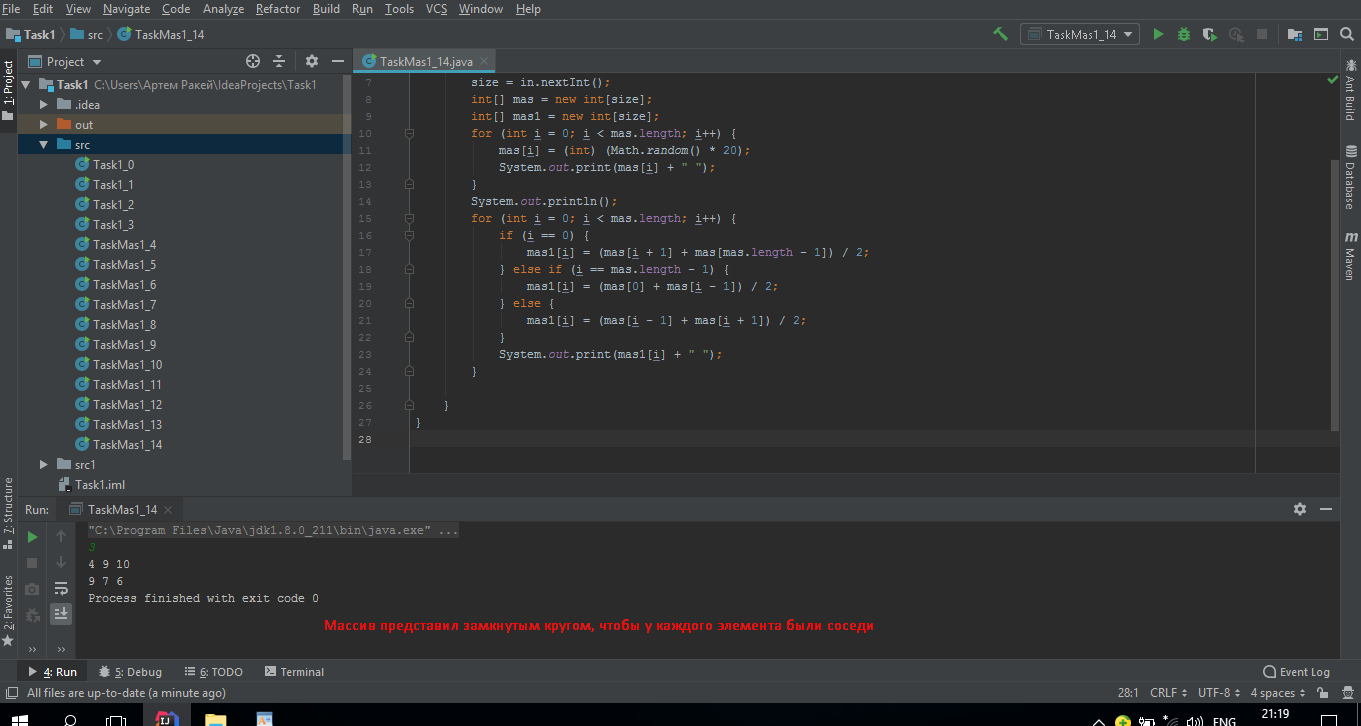 File Edit View Navigate Code Analyze Refactor Build Run Tools VCS Window Help
Task1 src TaskMas1_14 TaskMas1_14
Project TaskMas1_14.java
1: Project
Task1 C:\Users\Артем Ракей\IdeaProjects\Task1
.idea
out
src
Task1_0
Task1_1
Task1_2
Task1_3
TaskMas1_4
TaskMas1_5
TaskMas1_6
TaskMas1_7
TaskMas1_8
TaskMas1_9
TaskMas1_10
TaskMas1_11
TaskMas1_12
TaskMas1_13
TaskMas1_14
src1
Task1.iml
7 size = in.nextInt();
8 int[] mas = new int[size];
9 int[] mas1 = new int[size];
10 for (int i = 0; i < mas.length; i++) {
11 mas[i] = (int) (Math.random() * 20);
12 System.out.print(mas[i] + " ");
13 }
14 System.out.println();
15 for (int i = 0; i < mas.length; i++) {
16 if (i == 0) {
17 mas1[i] = (mas[i + 1] + mas[mas.length - 1]) / 2;
18 } else if (i == mas.length - 1) {
19 mas1[i] = (mas[0] + mas[i - 1]) / 2;
20 } else {
21 mas1[i] = (mas[i - 1] + mas[i + 1]) / 2;
22 }
23 System.out.print(mas1[i] + " ");
24 }
25
26 }
27 }
28
Ant Build
Database
m Maven
7: Structure
2: Favorites
Run: TaskMas1_14
"C:\Program Files\Java\jdk1.8.0_211\bin\java.exe" ...
3
4 9 10
9 7 6
Process finished with exit code 0
Массив представил замкнутым кругом, чтобы у каждого элемента были соседи
4: Run 5: Debug 6: TODO Terminal Event Log
All files are up-to-date (a minute ago) 28:1 CRLF UTF-8 4 spaces
ENG 21:19